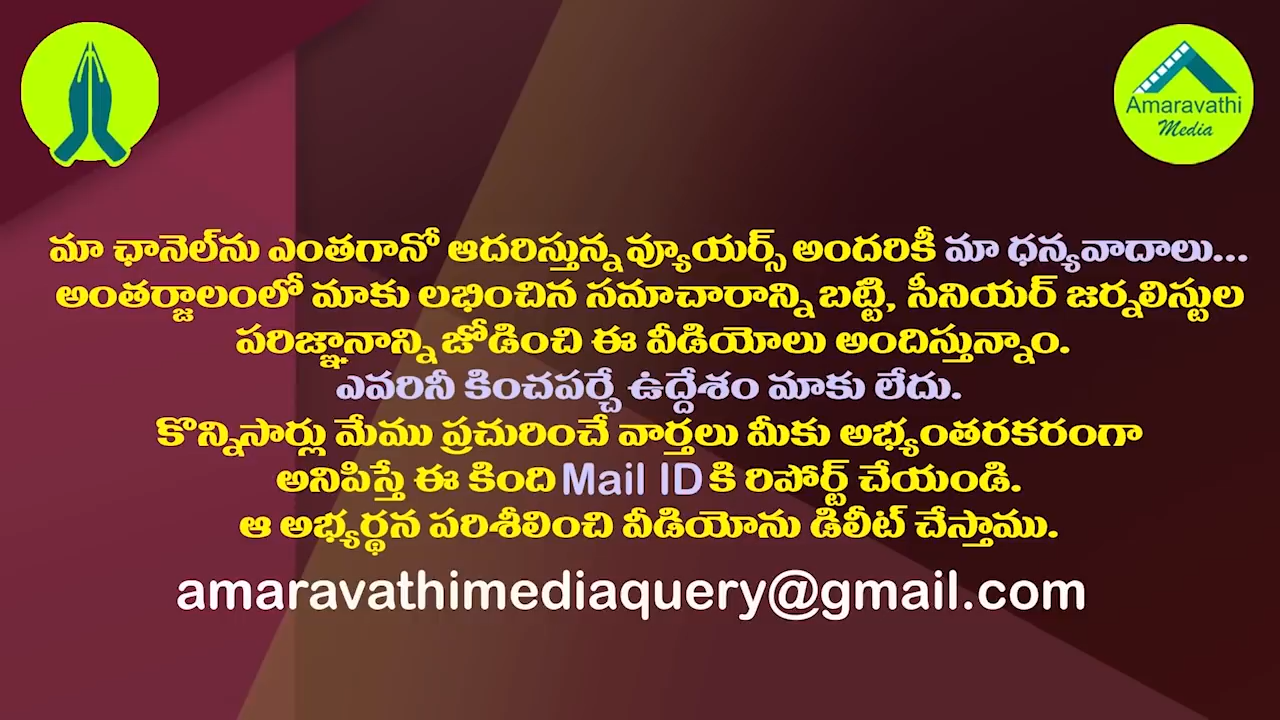 Amaravathi
Media
మా ఛానెల్‌ను ఎంతగానో ఆదరిస్తున్న వ్యూయర్స్ అందరికీ మా ధన్యవాదాలు...
అంతర్జాలంలో మాకు లభించిన సమాచారాన్ని బట్టి, సీనియర్ జర్నలిస్టుల
పరిజ్ఞానాన్ని జోడించి ఈ వీడియోలు అందిస్తున్నాం.
ఎవరినీ కించపర్చే ఉద్దేశం మాకు లేదు.
కొన్నిసార్లు మేము ప్రచురించే వార్తలు మీకు అభ్యంతరకరంగా
అనిపిస్తే ఈ కింది Mail ID కి రిపోర్ట్ చేయండి.
ఆ అభ్యర్థన పరిశీలించి వీడియోను డిలీట్ చేస్తాము.
amaravathimediaquery@gmail.com